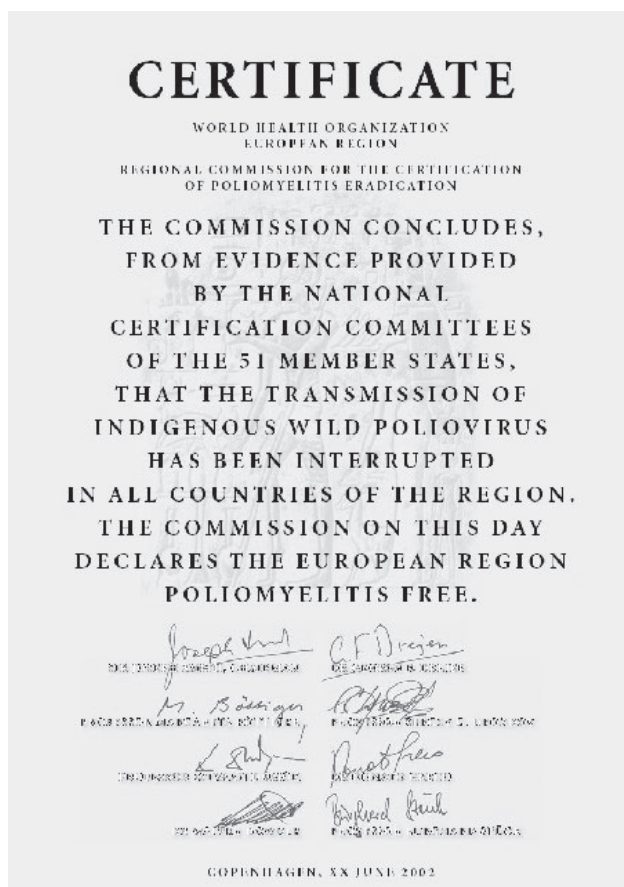 CERTIFICATE
WORLD HEALTH ORGANIZATION
EUROPEAN REGION
REGIONAL COMMISSION FOR THE CERTIFICATION
OF POLIOMYELITIS ERADICATION
THE COMMISSION CONCLUDES,
FROM EVIDENCE PROVIDED
BY THE NATIONAL
CERTIFICATION COMMITTEES
OF THE 51 MEMBER STATES,
THAT THE TRANSMISSION OF
INDIGENOUS WILD POLIOVIRUS
HAS BEEN INTERRUPTED
IN ALL COUNTRIES OF THE REGION.
THE COMMISSION ON THIS DAY
DECLARES THE EUROPEAN REGION
POLIOMYELITIS FREE.
Joseph
M. Böttiger
COPENHAGEN, XX JUNE 2002